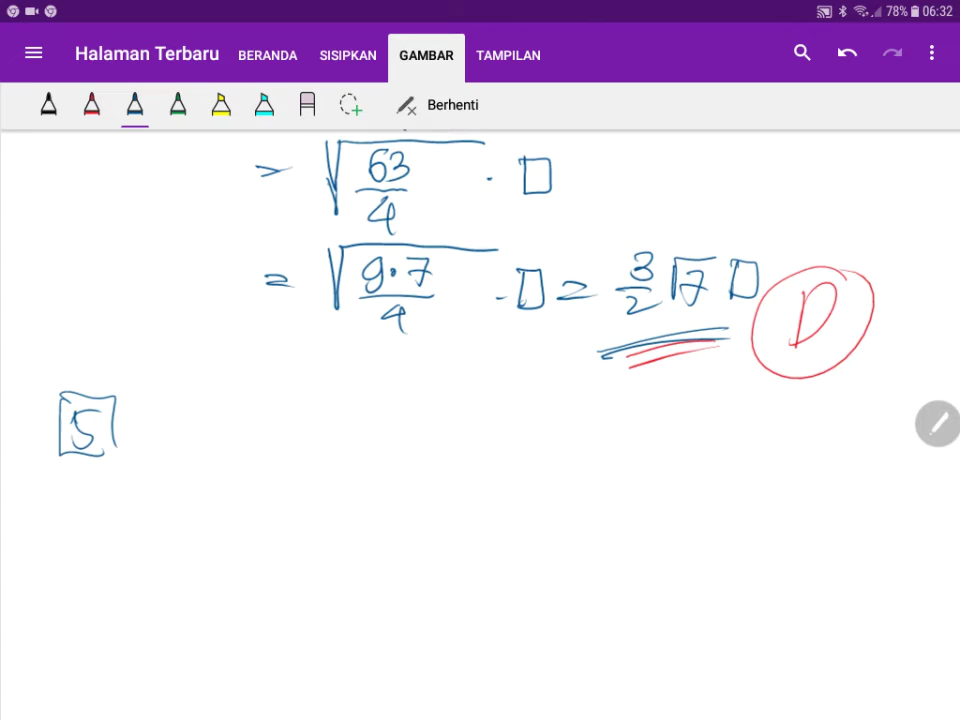 78% 06:32
Halaman Terbaru BERANDA SISIPKAN GAMBAR TAMPILAN
Berhenti
= √(63/4) · □
= √(9·7/4) · □ = 3/2 √7 □
D
5